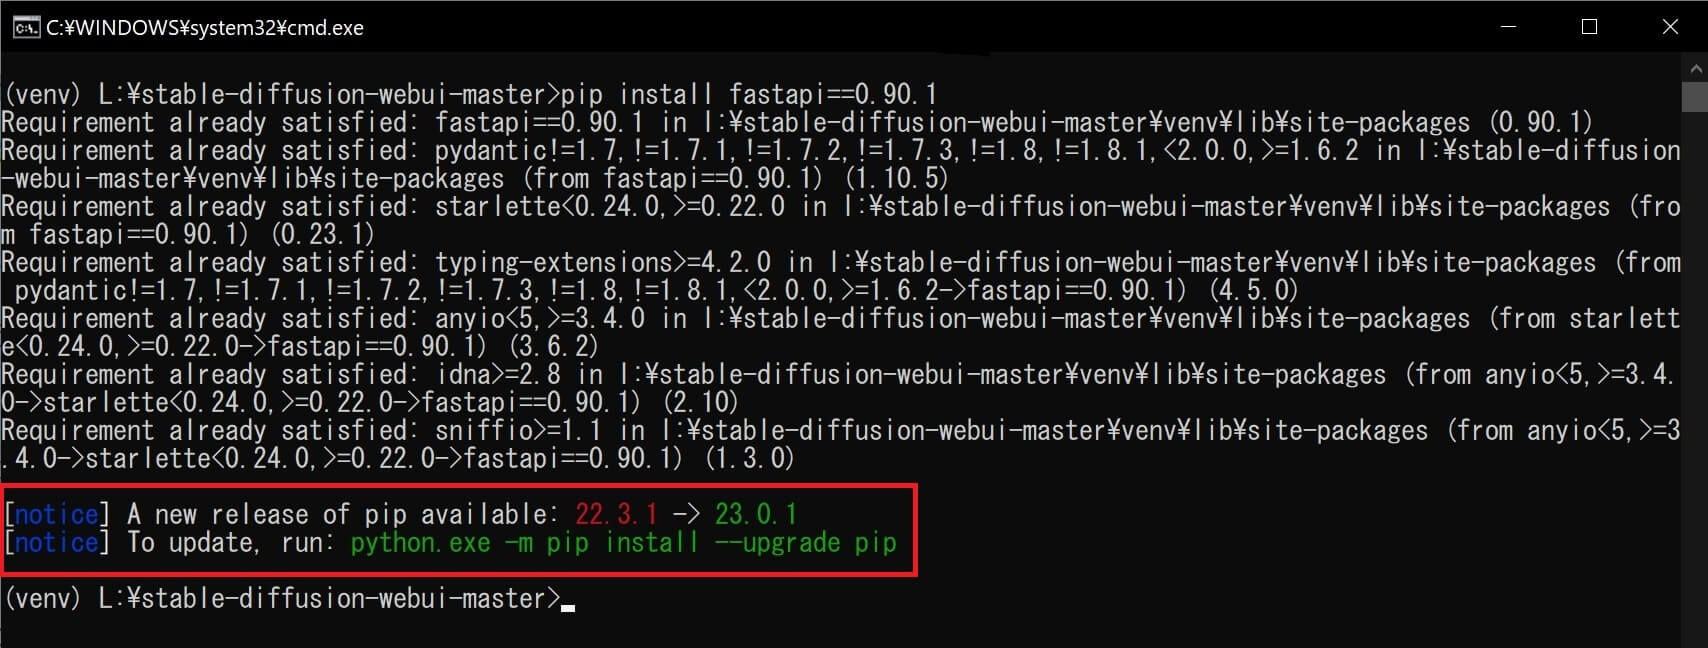 C:¥WINDOWS¥system32¥cmd.exe
(venv) L:¥stable-diffusion-webui-master>pip install fastapi==0.90.1
Requirement already satisfied: fastapi==0.90.1 in l:¥stable-diffusion-webui-master¥venv¥lib¥site-packages (0.90.1)
Requirement already satisfied: pydantic!=1.7,!=1.7.1,!=1.7.2,!=1.7.3,!=1.8,!=1.8.1,<2.0.0,>=1.6.2 in l:¥stable-diffusion
-webui-master¥venv¥lib¥site-packages (from fastapi==0.90.1) (1.10.5)
Requirement already satisfied: starlette<0.24.0,>=0.22.0 in l:¥stable-diffusion-webui-master¥venv¥lib¥site-packages (fro
m fastapi==0.90.1) (0.23.1)
Requirement already satisfied: typing-extensions>=4.2.0 in l:¥stable-diffusion-webui-master¥venv¥lib¥site-packages (from
 pydantic!=1.7,!=1.7.1,!=1.7.2,!=1.7.3,!=1.8,!=1.8.1,<2.0.0,>=1.6.2->fastapi==0.90.1) (4.5.0)
Requirement already satisfied: anyio<5,>=3.4.0 in l:¥stable-diffusion-webui-master¥venv¥lib¥site-packages (from starlett
e<0.24.0,>=0.22.0->fastapi==0.90.1) (3.6.2)
Requirement already satisfied: idna>=2.8 in l:¥stable-diffusion-webui-master¥venv¥lib¥site-packages (from anyio<5,>=3.4.
0->starlette<0.24.0,>=0.22.0->fastapi==0.90.1) (2.10)
Requirement already satisfied: sniffio>=1.1 in l:¥stable-diffusion-webui-master¥venv¥lib¥site-packages (from anyio<5,>=3
.4.0->starlette<0.24.0,>=0.22.0->fastapi==0.90.1) (1.3.0)
[notice] A new release of pip available: 22.3.1 -> 23.0.1
[notice] To update, run: python.exe -m pip install --upgrade pip
(venv) L:¥stable-diffusion-webui-master>